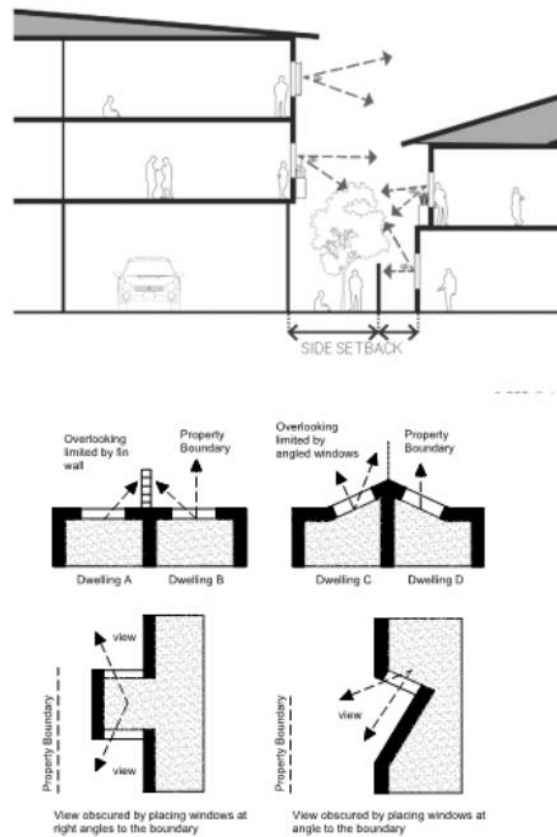 SIDE SETBACK
Overlooking
limited by fin
wall
Property
Boundary
Overlooking
limited by
angled windows
Property
Boundary
Dwelling A
Dwelling B
Dwelling C
Dwelling D
Property Boundary
view
view
Property Boundary
view
View obscured by placing windows at
right angles to the boundary
View obscured by placing windows at
angle to the boundary